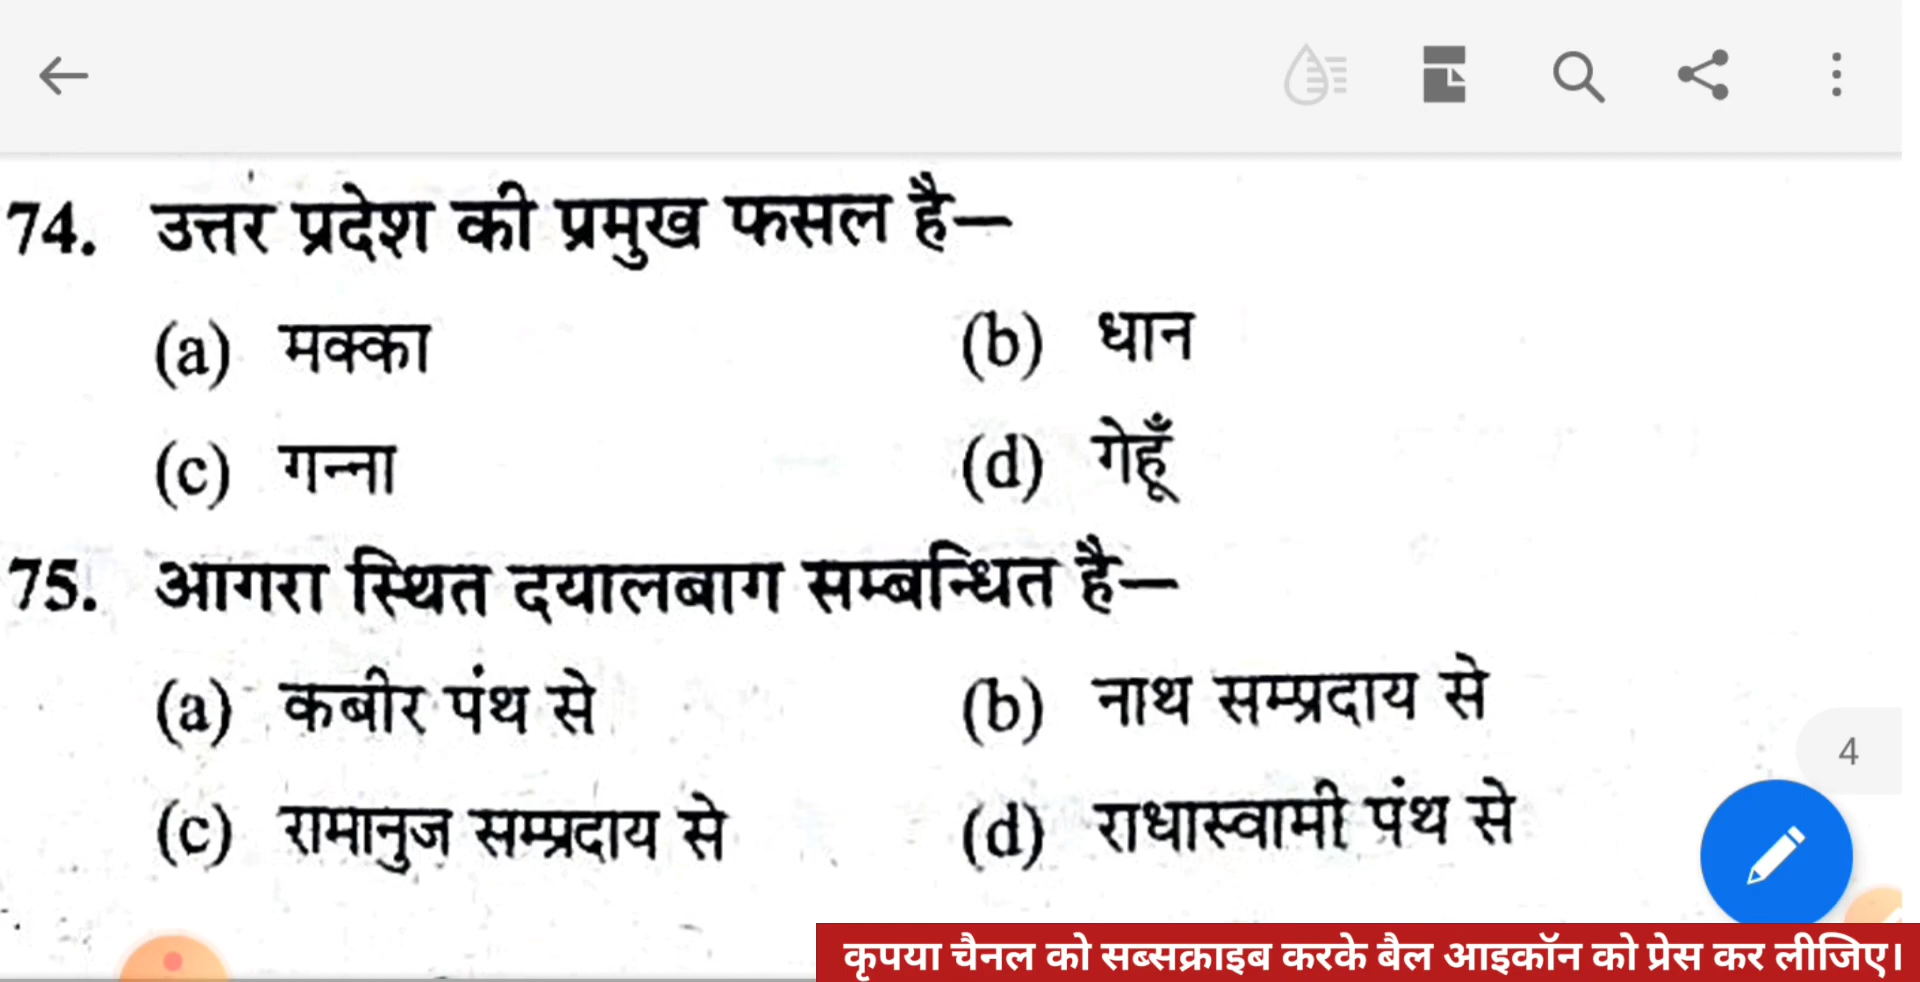 74. उत्तर प्रदेश की प्रमुख फसल है—
(a) मक्का (b) धान
(c) गन्ना (d) गेहूँ
75. आगरा स्थित दयालबाग सम्बन्धित है—
(a) कबीर पंथ से (b) नाथ सम्प्रदाय से
4
(c) रामानुज सम्प्रदाय से (d) राधास्वामी पंथ से
कृपया चैनल को सब्सक्राइब करके बैल आइकॉन को प्रेस कर लीजिए।